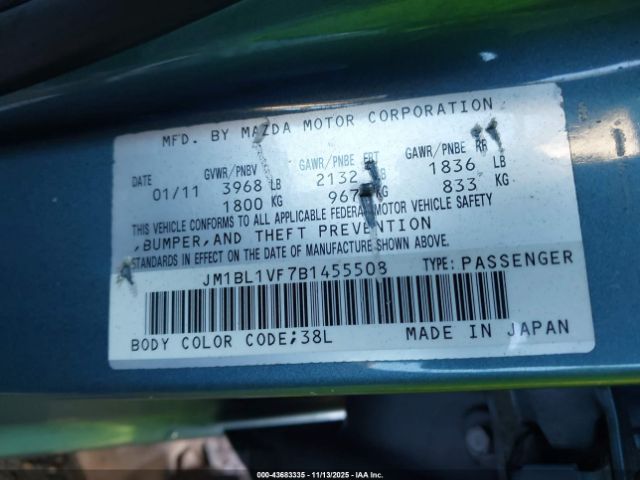 MFD. BY MAZDA MOTOR CORPORATION
DATE 01/11
GVWR/PNBV 3968 LB 1800 KG
GAWR/PNBE FRT 2132 LB 967 KG
GAWR/PNBE RR 1836 LB 833 KG
THIS VEHICLE CONFORMS TO ALL APPLICABLE FEDERAL MOTOR VEHICLE SAFETY
,BUMPER,AND THEFT PREVENTION
STANDARDS IN EFFECT ON THE DATE OF MANUFACTURE SHOWN ABOVE.
JM1BL1VF7B1455508 TYPE: PASSENGER
BODY COLOR CODE;38L MADE IN JAPAN
000-43683335 - 11/13/2025 - IAA Inc.